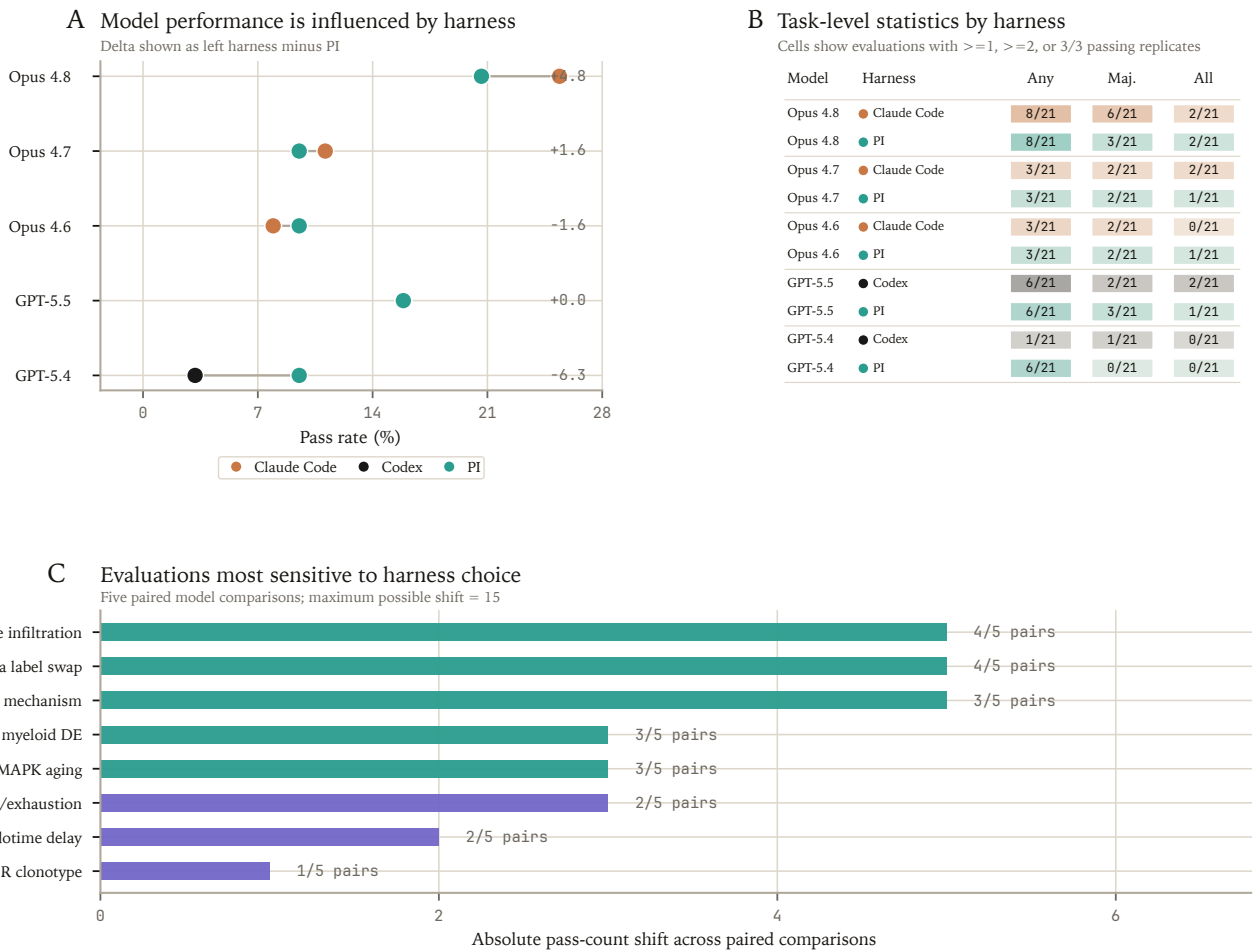 A Model performance is influenced by harness
Delta shown as left harness minus PI
Opus 4.8 +4.8
Opus 4.7 +1.6
Opus 4.6 -1.6
GPT-5.5 +0.0
GPT-5.4 -6.3
0 7 14 21 28
Pass rate (%)
Claude Code Codex PI
B Task-level statistics by harness
Cells show evaluations with >=1, >=2, or 3/3 passing replicates
Model Harness Any Maj. All
Opus 4.8 Claude Code 8/21 6/21 2/21
Opus 4.8 PI 8/21 3/21 2/21
Opus 4.7 Claude Code 3/21 2/21 2/21
Opus 4.7 PI 3/21 2/21 1/21
Opus 4.6 Claude Code 3/21 2/21 0/21
Opus 4.6 PI 3/21 2/21 1/21
GPT-5.5 Codex 6/21 2/21 2/21
GPT-5.5 PI 6/21 3/21 1/21
GPT-5.4 Codex 1/21 1/21 0/21
GPT-5.4 PI 6/21 0/21 0/21
C Evaluations most sensitive to harness choice
Five paired model comparisons; maximum possible shift = 15
e infiltration 4/5 pairs
a label swap 4/5 pairs
mechanism 3/5 pairs
myeloid DE 3/5 pairs
MAPK aging 3/5 pairs
/exhaustion 2/5 pairs
lotime delay 2/5 pairs
R clonotype 1/5 pairs
0 2 4 6
Absolute pass-count shift across paired comparisons